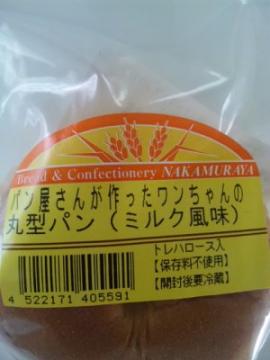 Bread & Confectionery NAKAMURAYA
パン屋さんが作ったワンちゃんの
丸型パン（ミルク風味）
トレハロース入
【保存料不使用】
【開封後要冷蔵】
4 522171 405591